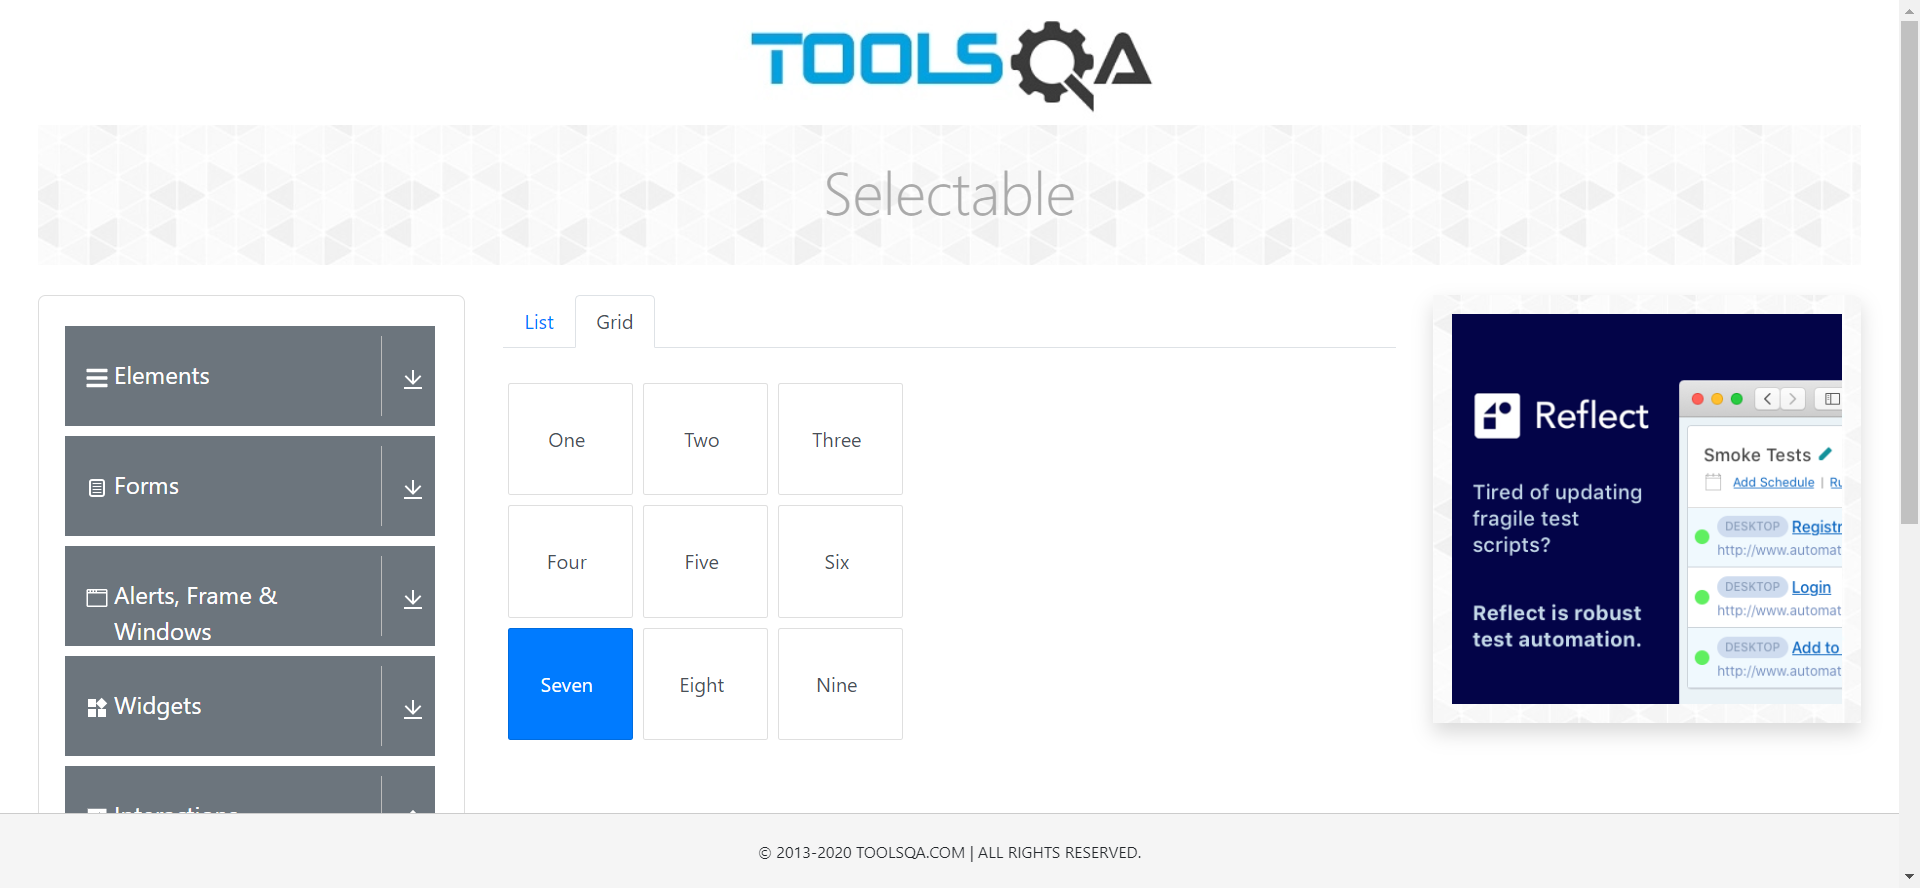 TOOLSQA
Selectable
Elements
Forms
Alerts, Frame &
Windows
Widgets
Interactions
List
Grid
One
Two
Three
Four
Five
Six
Seven
Eight
Nine
Reflect
Tired of updating
fragile test
scripts?
Reflect is robust
test automation.
Smoke Tests
Add Schedule |
DESKTOP
http://www.automat
DESKTOP Login
http://www.automat
DESKTOP Add to
http://www.automat
© 2013-2020 TOOLSQA.COM | ALL RIGHTS RESERVED.